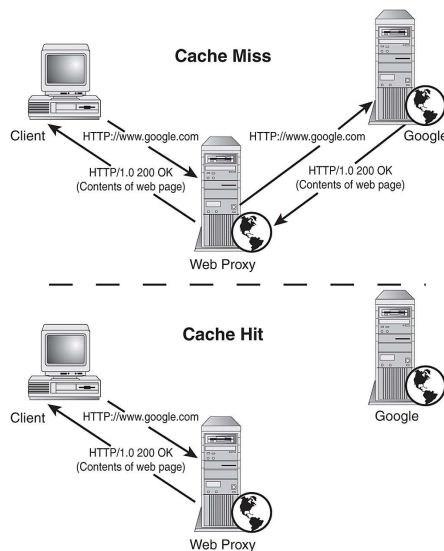 Cache Miss
Client
HTTP://www.google.com
HTTP://www.google.com
Google
HTTP/1.0 200 OK
(Contents of web page)
HTTP/1.0 200 OK
(Contents of web page)
Web Proxy
Cache Hit
Client
HTTP://www.google.com
Google
HTTP/1.0 200 OK
(Contents of web page)
Web Proxy